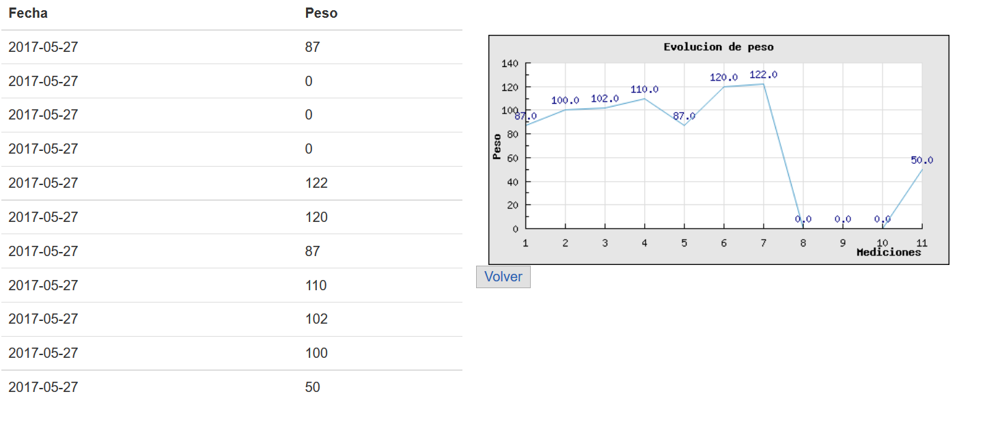 Fecha Peso
2017-05-27 87
2017-05-27 0
2017-05-27 0
2017-05-27 0
2017-05-27 122
2017-05-27 120
2017-05-27 87
2017-05-27 110
2017-05-27 102
2017-05-27 100
2017-05-27 50
Evolucion de peso
140
120
100
80
60
40
20
0
Peso
87.0 100.0 102.0 110.0 87.0 120.0 122.0 0.0 0.0 0.0 50.0
1 2 3 4 5 6 7 8 9 10 11
Mediciones
Volver